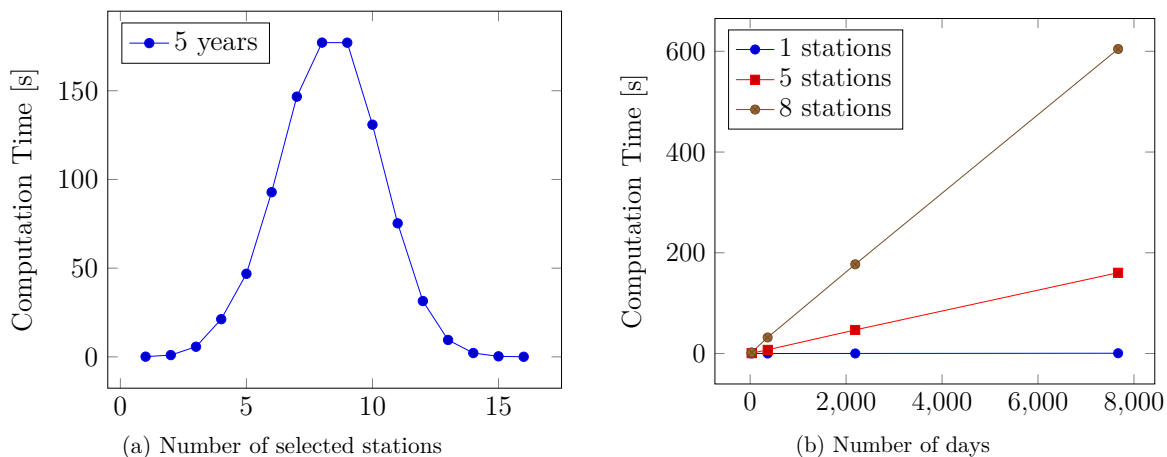 5 years
Computation Time [s]
150
100
50
0
0 5 10 15
(a) Number of selected stations
1 stations
5 stations
8 stations
Computation Time [s]
600
400
200
0
0 2,000 4,000 6,000 8,000
(b) Number of days